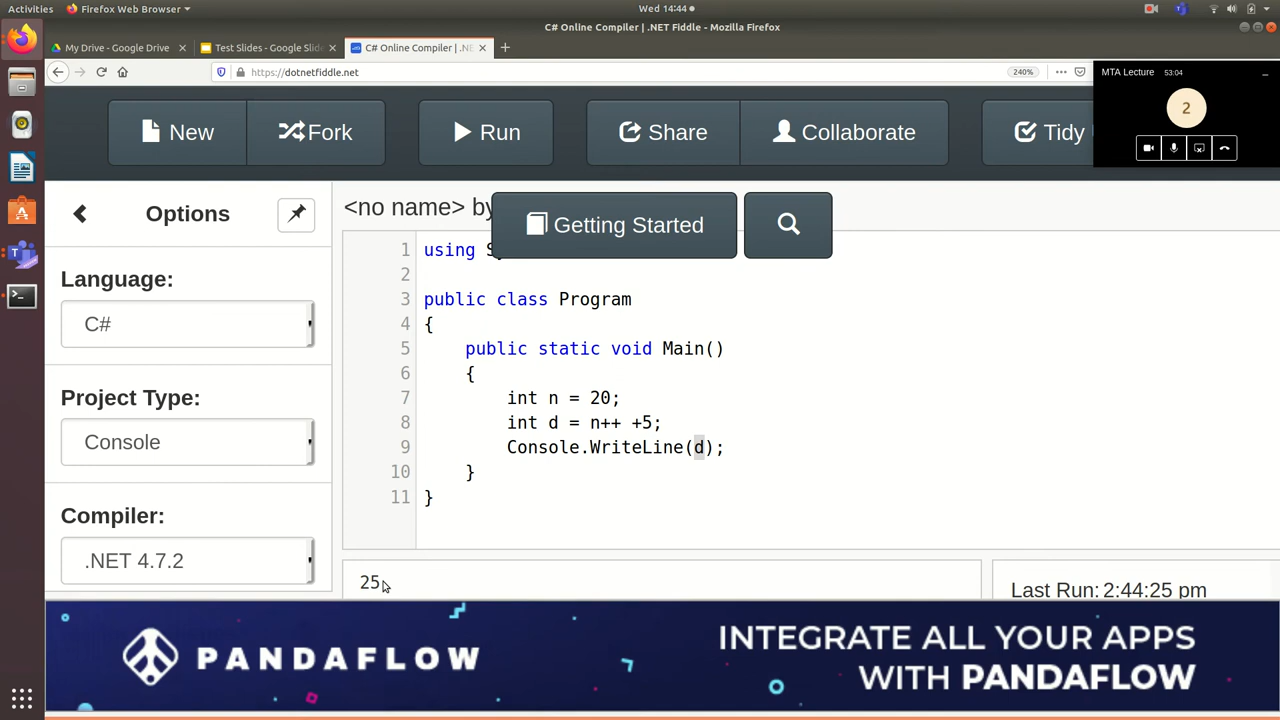 Activities Firefox Web Browser Wed 14:44
C# Online Compiler | .NET Fiddle - Mozilla Firefox
My Drive - Google Drive Test Slides - Google Slide C# Online Compiler | .NE
https://dotnetfiddle.net 240%
MTA Lecture 53:04
2
New Fork Run Share Collaborate Tidy
Options
<no name> by
Getting Started
Language:
C#
Project Type:
Console
Compiler:
.NET 4.7.2
1 using
2
3 public class Program
4 {
5 public static void Main()
6 {
7 int n = 20;
8 int d = n++ +5;
9 Console.WriteLine(d);
10 }
11 }
25
Last Run: 2:44:25 pm
PANDAFLOW
INTEGRATE ALL YOUR APPS
WITH PANDAFLOW